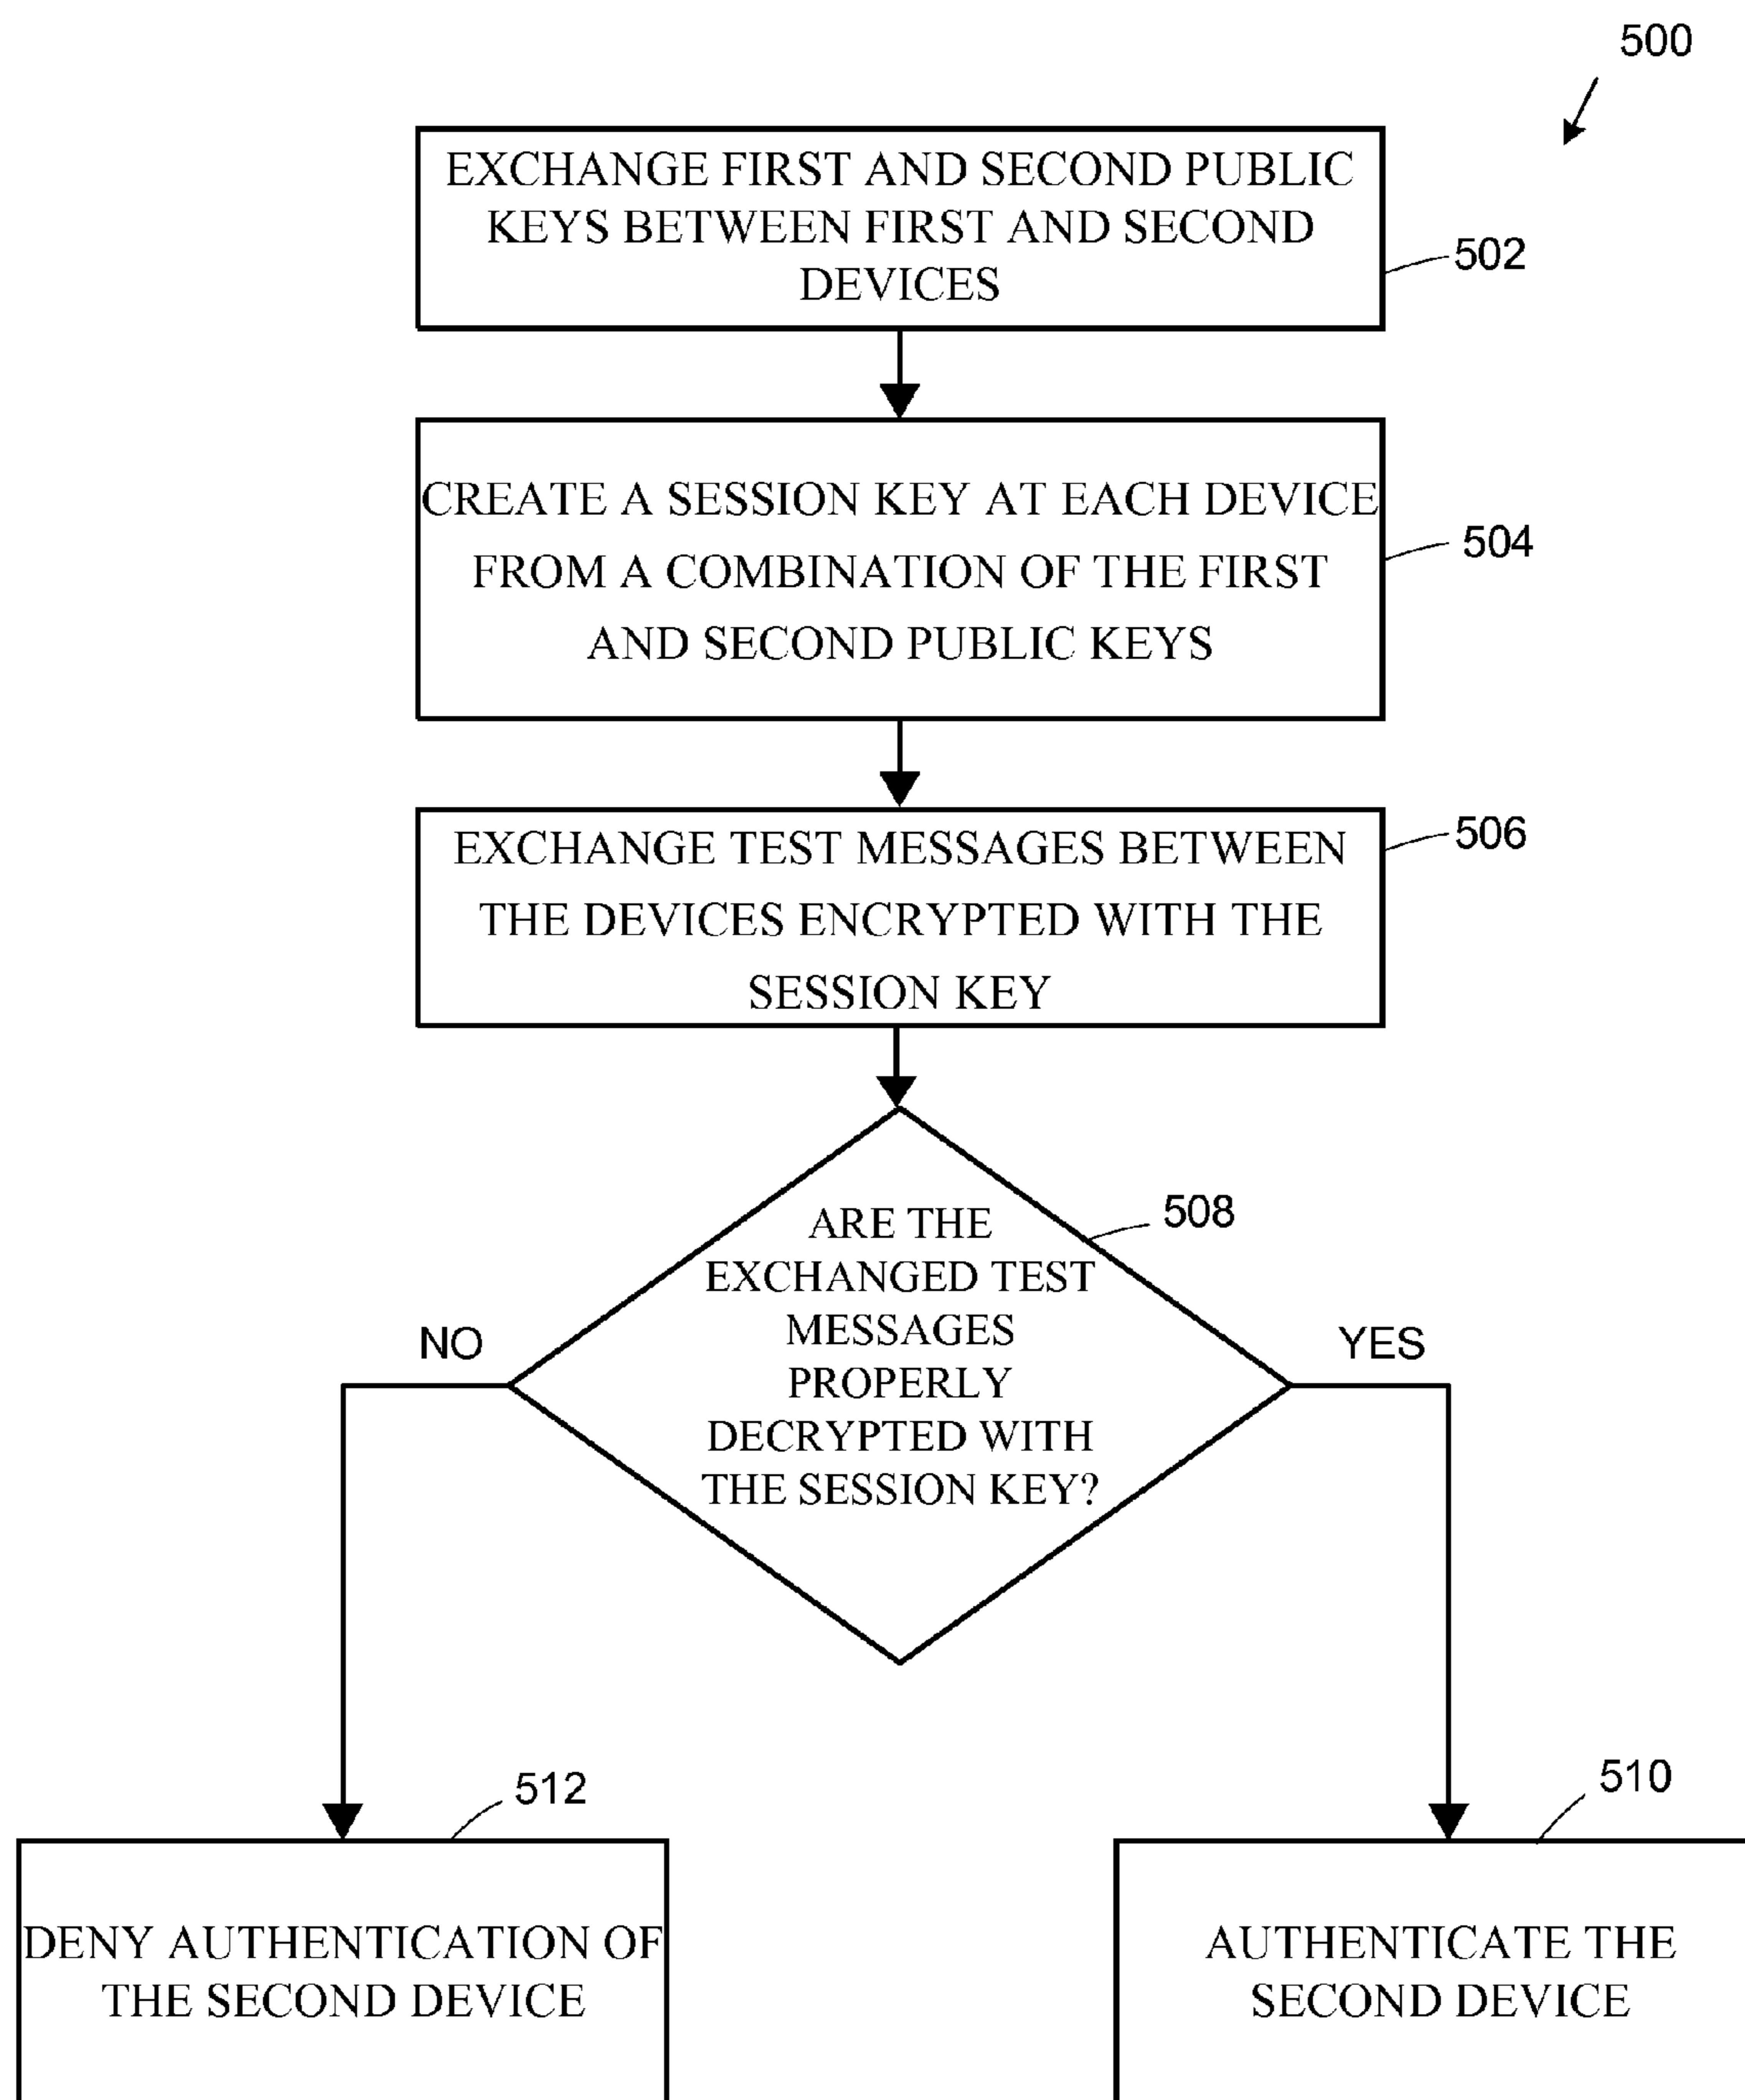 500
EXCHANGE FIRST AND SECOND PUBLIC
KEYS BETWEEN FIRST AND SECOND
DEVICES
502
CREATE A SESSION KEY AT EACH DEVICE
FROM A COMBINATION OF THE FIRST
AND SECOND PUBLIC KEYS
504
EXCHANGE TEST MESSAGES BETWEEN
THE DEVICES ENCRYPTED WITH THE
SESSION KEY
506
ARE THE
EXCHANGED TEST
MESSAGES
PROPERLY
DECRYPTED WITH
THE SESSION KEY?
508
NO
YES
512
DENY AUTHENTICATION OF
THE SECOND DEVICE
510
AUTHENTICATE THE
SECOND DEVICE